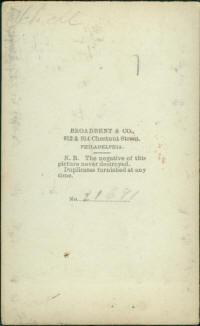 BROADBENT & CO.,
912 & 914 Chestnut Street,
PHILADELPHIA.
N. B. The negative of this
picture never destroyed.
Duplicates furnished at any
time.
No.